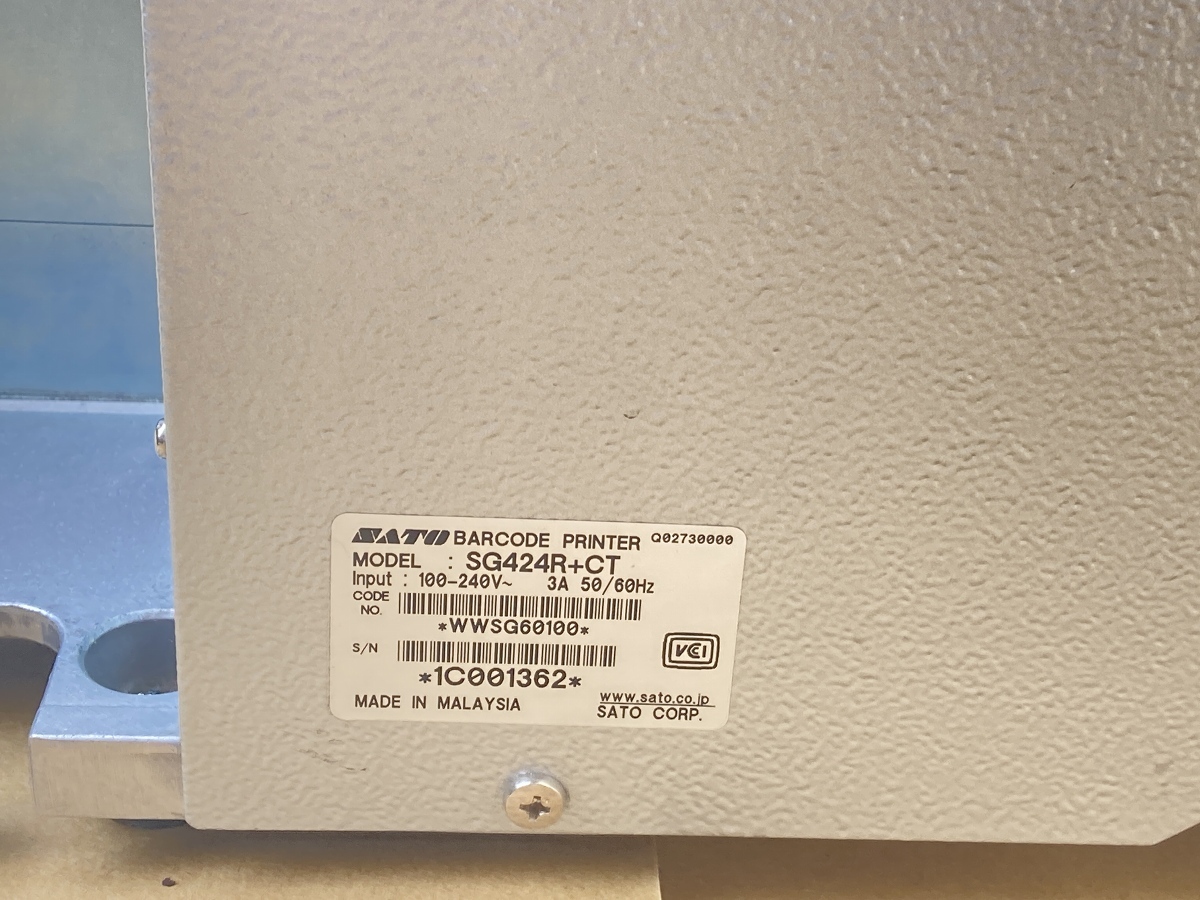 SATO BARCODE PRINTER Q02730000
MODEL : SG424R+CT
Input : 100-240V~ 3A 50/60Hz
CODE NO.
*WWSG60100*
S/N
*1C001362*
VCCI
MADE IN MALAYSIA
www.sato.co.jp
SATO CORP.